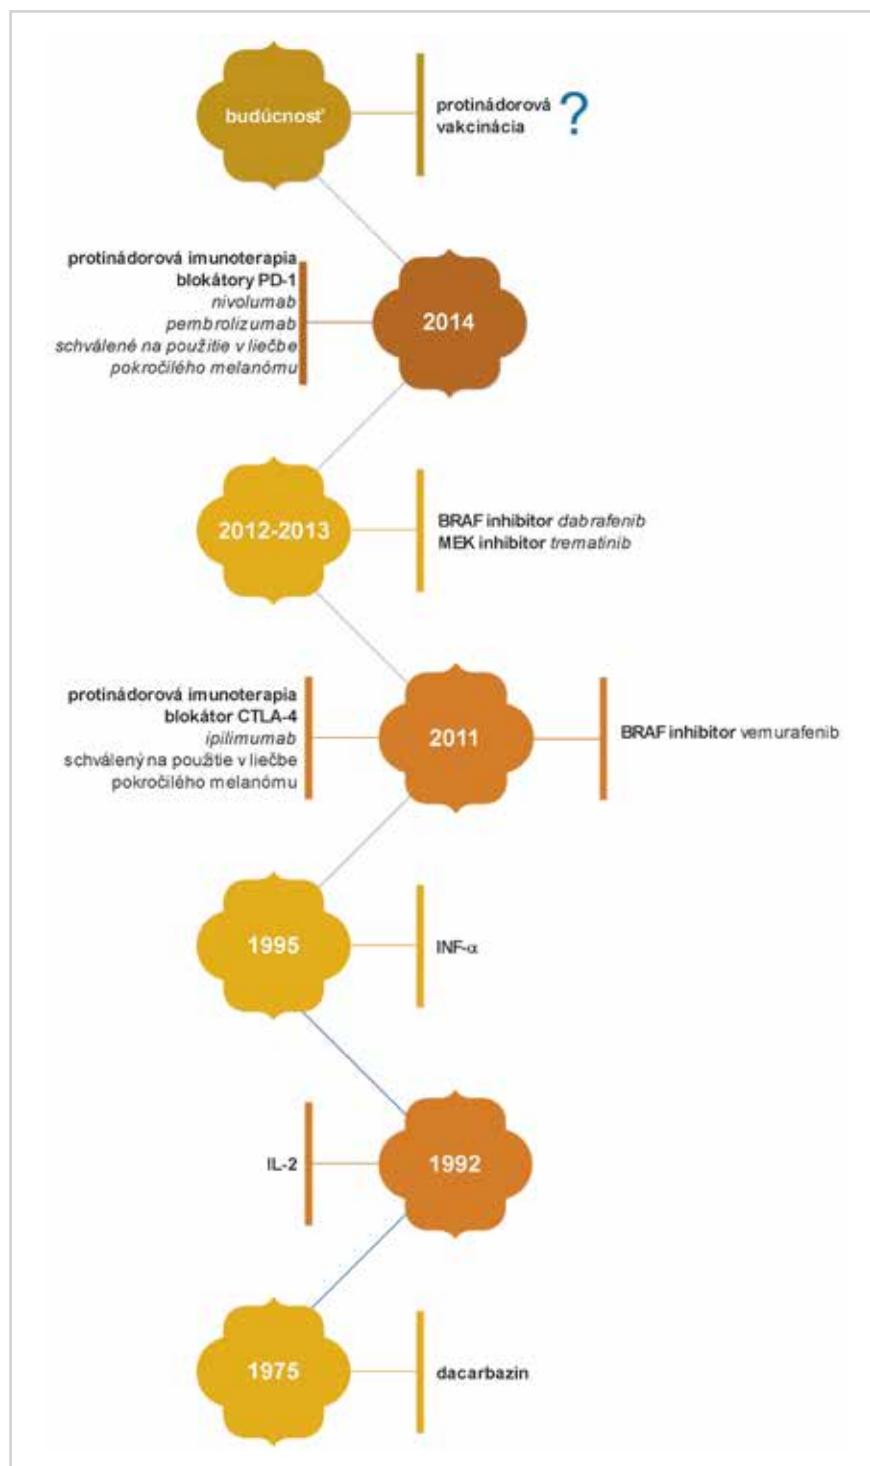 budúcnosť
protinádorová
vakcinácia
?
protinádorová imunoterapia
blokátory PD-1
nivolumab
pembrolizumab
schválené na použitie v liečbe
pokročilého melanómu
2014
2012-2013
BRAF inhibitor dabrafenib
MEK inhibitor trematinib
protinádorová imunoterapia
blokátor CTLA-4
ipilimumab
schválený na použitie v liečbe
pokročilého melanómu
2011
BRAF inhibitor vemurafenib
1995
INF-α
IL-2
1992
1975
dacarbazin